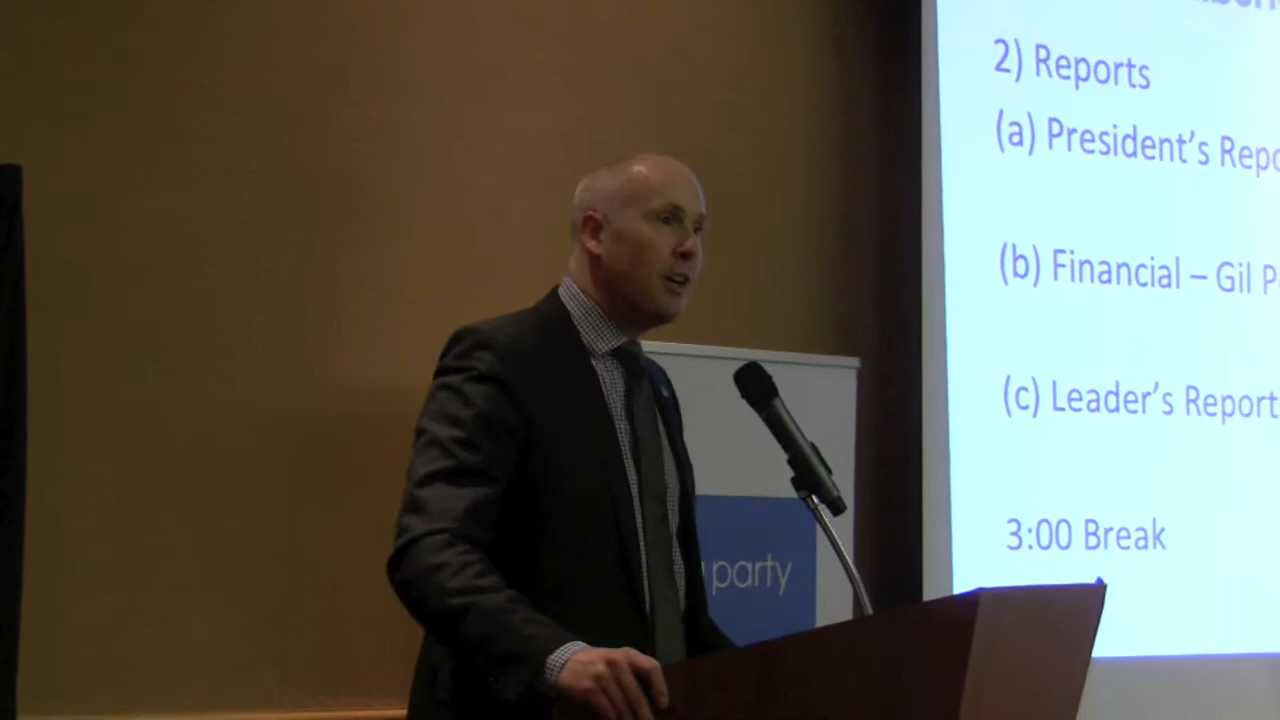 2) Reports
(a) President's Repo
(b) Financial – Gil P
(c) Leader's Report
3:00 Break
party